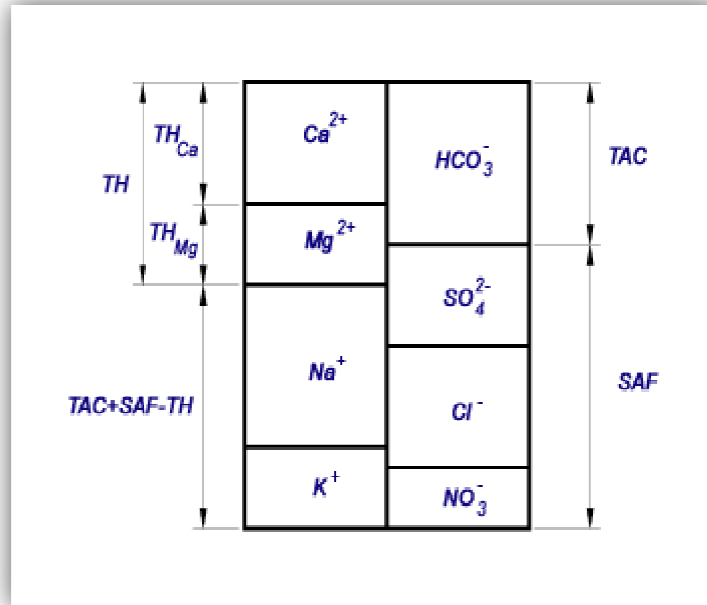 TH
TH_Ca
TH_Mg
TAC+SAF-TH
Ca²⁺
Mg²⁺
Na⁺
K⁺
HCO₃⁻
SO₄²⁻
Cl⁻
NO₃⁻
TAC
SAF